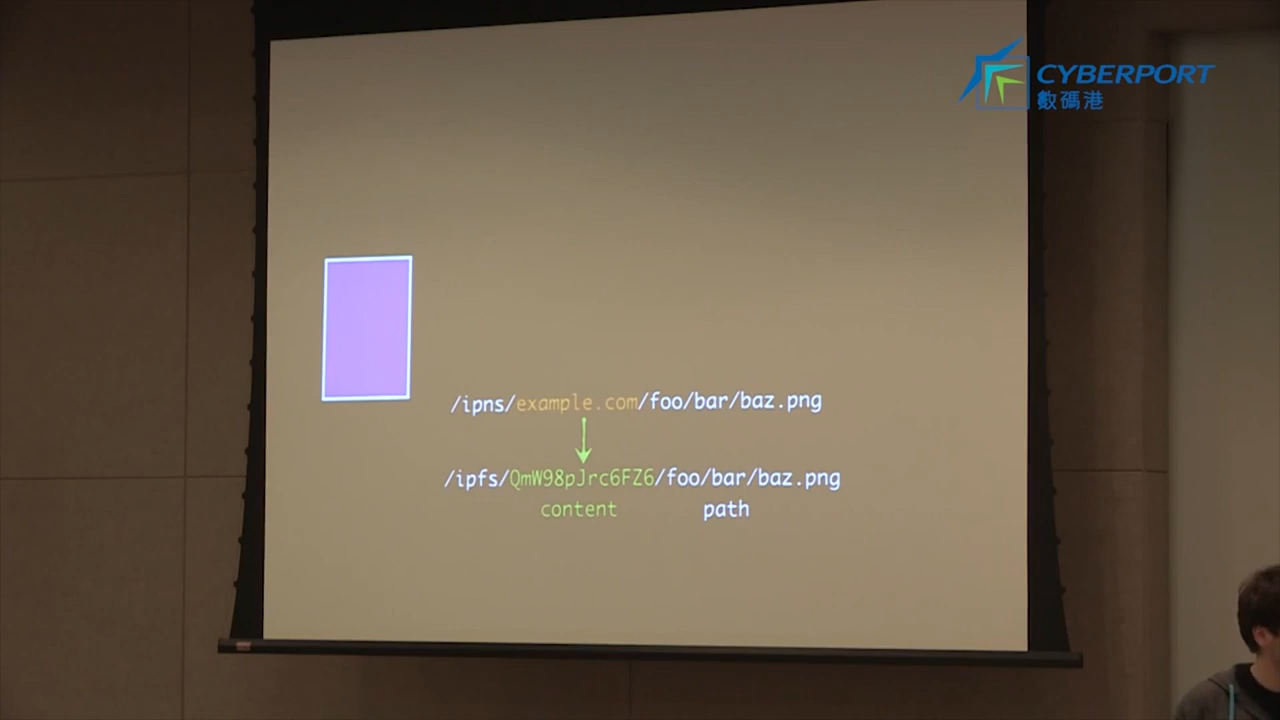 CYBERPORT
數碼港
/ipns/example.com/foo/bar/baz.png
/ipfs/QmW98pJrc6FZ6/foo/bar/baz.png
content path